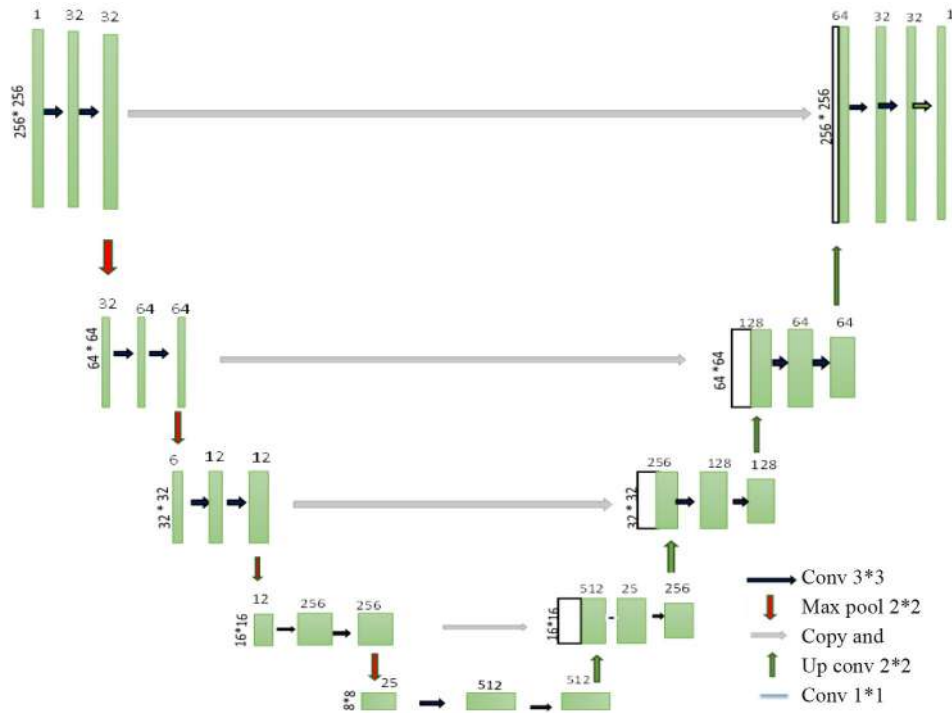 1 32 32
256* 256
64 32 32 1
256 * 256
32 64 64
64 * 64
128 64 64
64 *64
6 12 12
32 * 32
256 128 128
32 * 32
12 256 256
16*16
512 25 256
16*16
25 512 512
8*8
Conv 3*3
Max pool 2*2
Copy and
Up conv 2*2
Conv 1*1